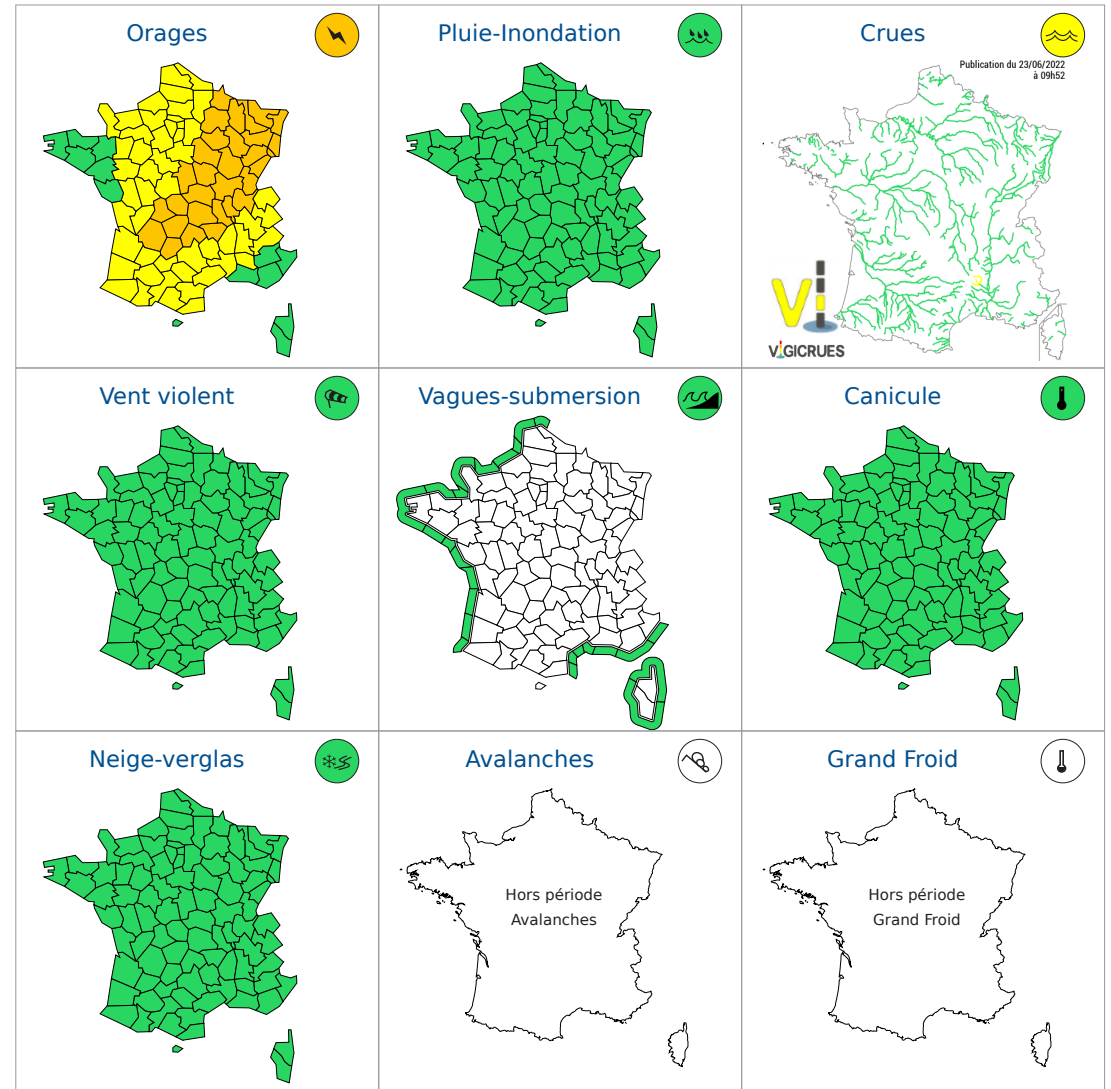 Orages
Pluie-Inondation
Crues
Publication du 23/06/2022
à 09h52
Vi
VIGICRUES
Vent violent
Vagues-submersion
Canicule
Neige-verglas
Avalanches
Grand Froid
Hors période
Avalanches
Hors période
Grand Froid